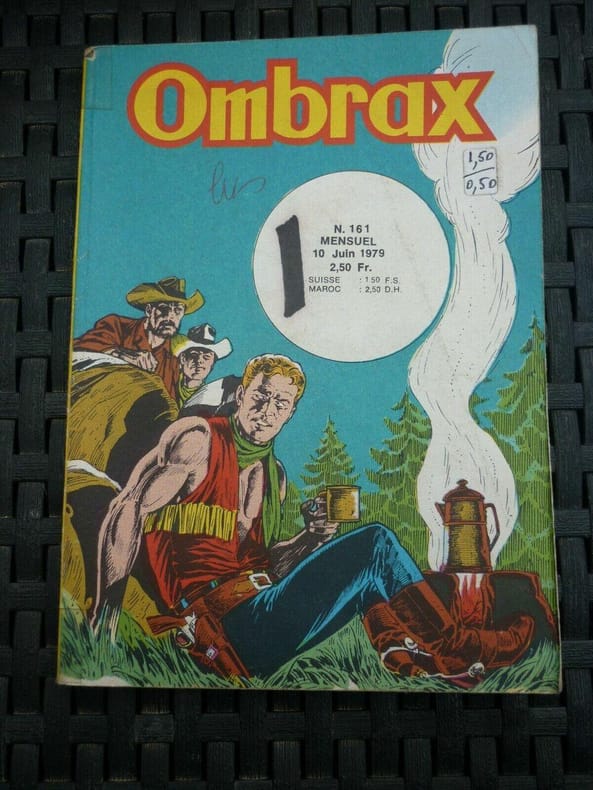 Ombrax
1,50
0,50
1
N. 161
MENSUEL
10 Juin 1979
2,50 Fr.
SUISSE : 1 50 F.S.
MAROC : 2,50 D.H.